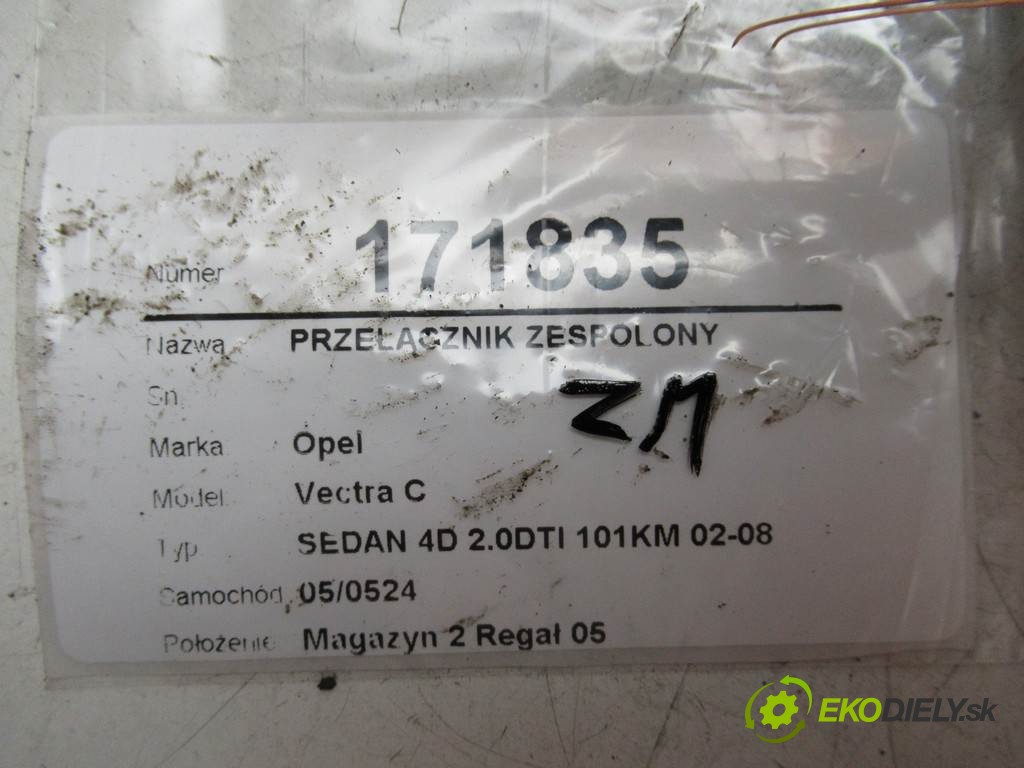 Numer 171835
Nazwa PRZEŁĄCZNIK ZESPOLONY
Sn
ZM
Marka Opel
Model Vectra C
Typ SEDAN 4D 2.0DTI 101KM 02-08
Samochód 05/0524
Położenie Magazyn 2 Regał 05
EKODIELY.sk